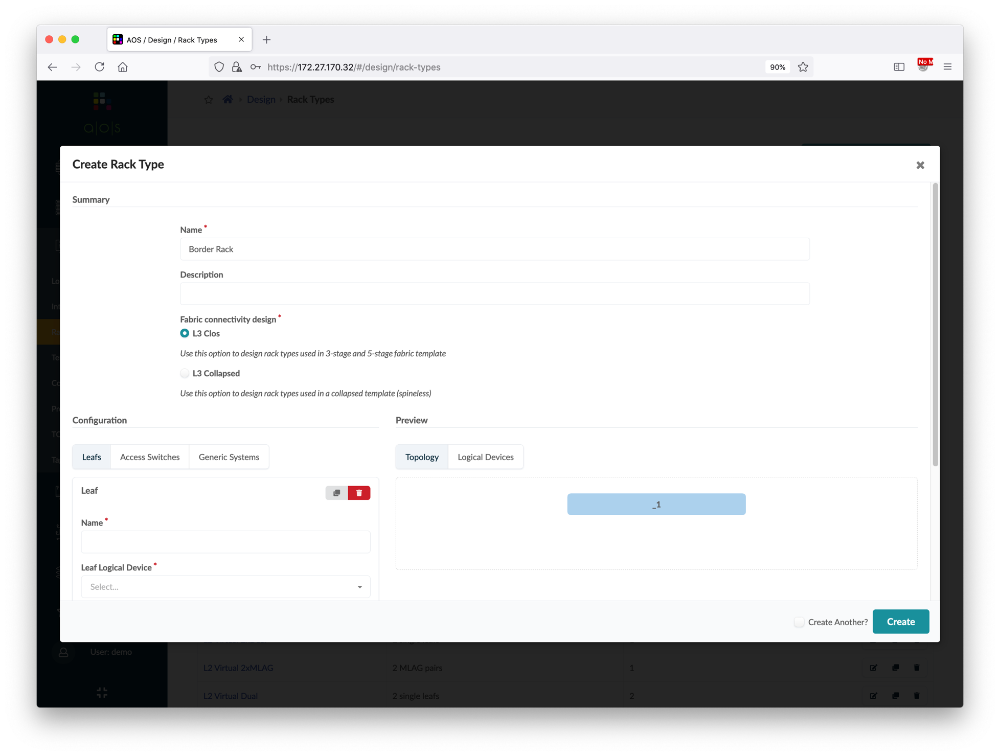 AOS / Design / Rack Types
https://172.27.170.32/#/design/rack-types
90%
No M
a|o|s
Design
Rack Types
Create Rack Type
Summary
Name *
Border Rack
Description
Fabric connectivity design *
L3 Clos
Use this option to design rack types used in 3-stage and 5-stage fabric template
L3 Collapsed
Use this option to design rack types used in a collapsed template (spineless)
Configuration
Preview
Leafs
Access Switches
Generic Systems
Topology
Logical Devices
Leaf
_1
Name *
Leaf Logical Device *
Select...
Create Another?
Create
User: demo
L2 Virtual 2xMLAG
2 MLAG pairs
1
L2 Virtual Dual
2 single leafs
2